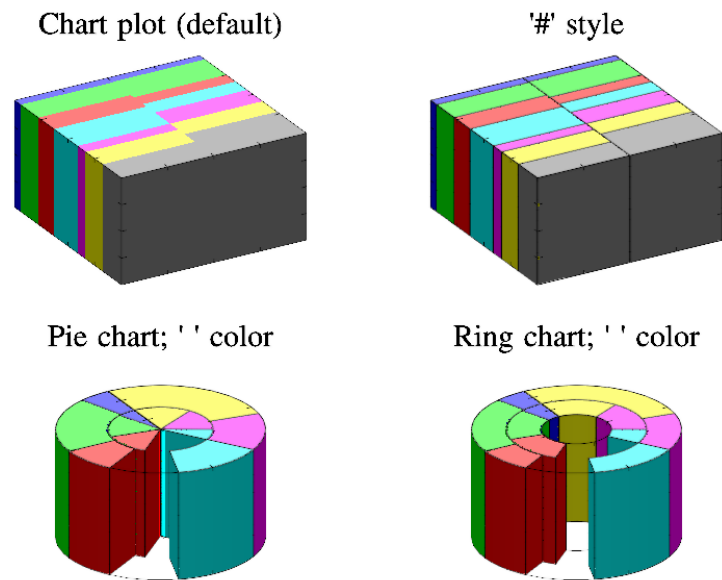 Chart plot (default)
'#' style
Pie chart; ' ' color
Ring chart; ' ' color